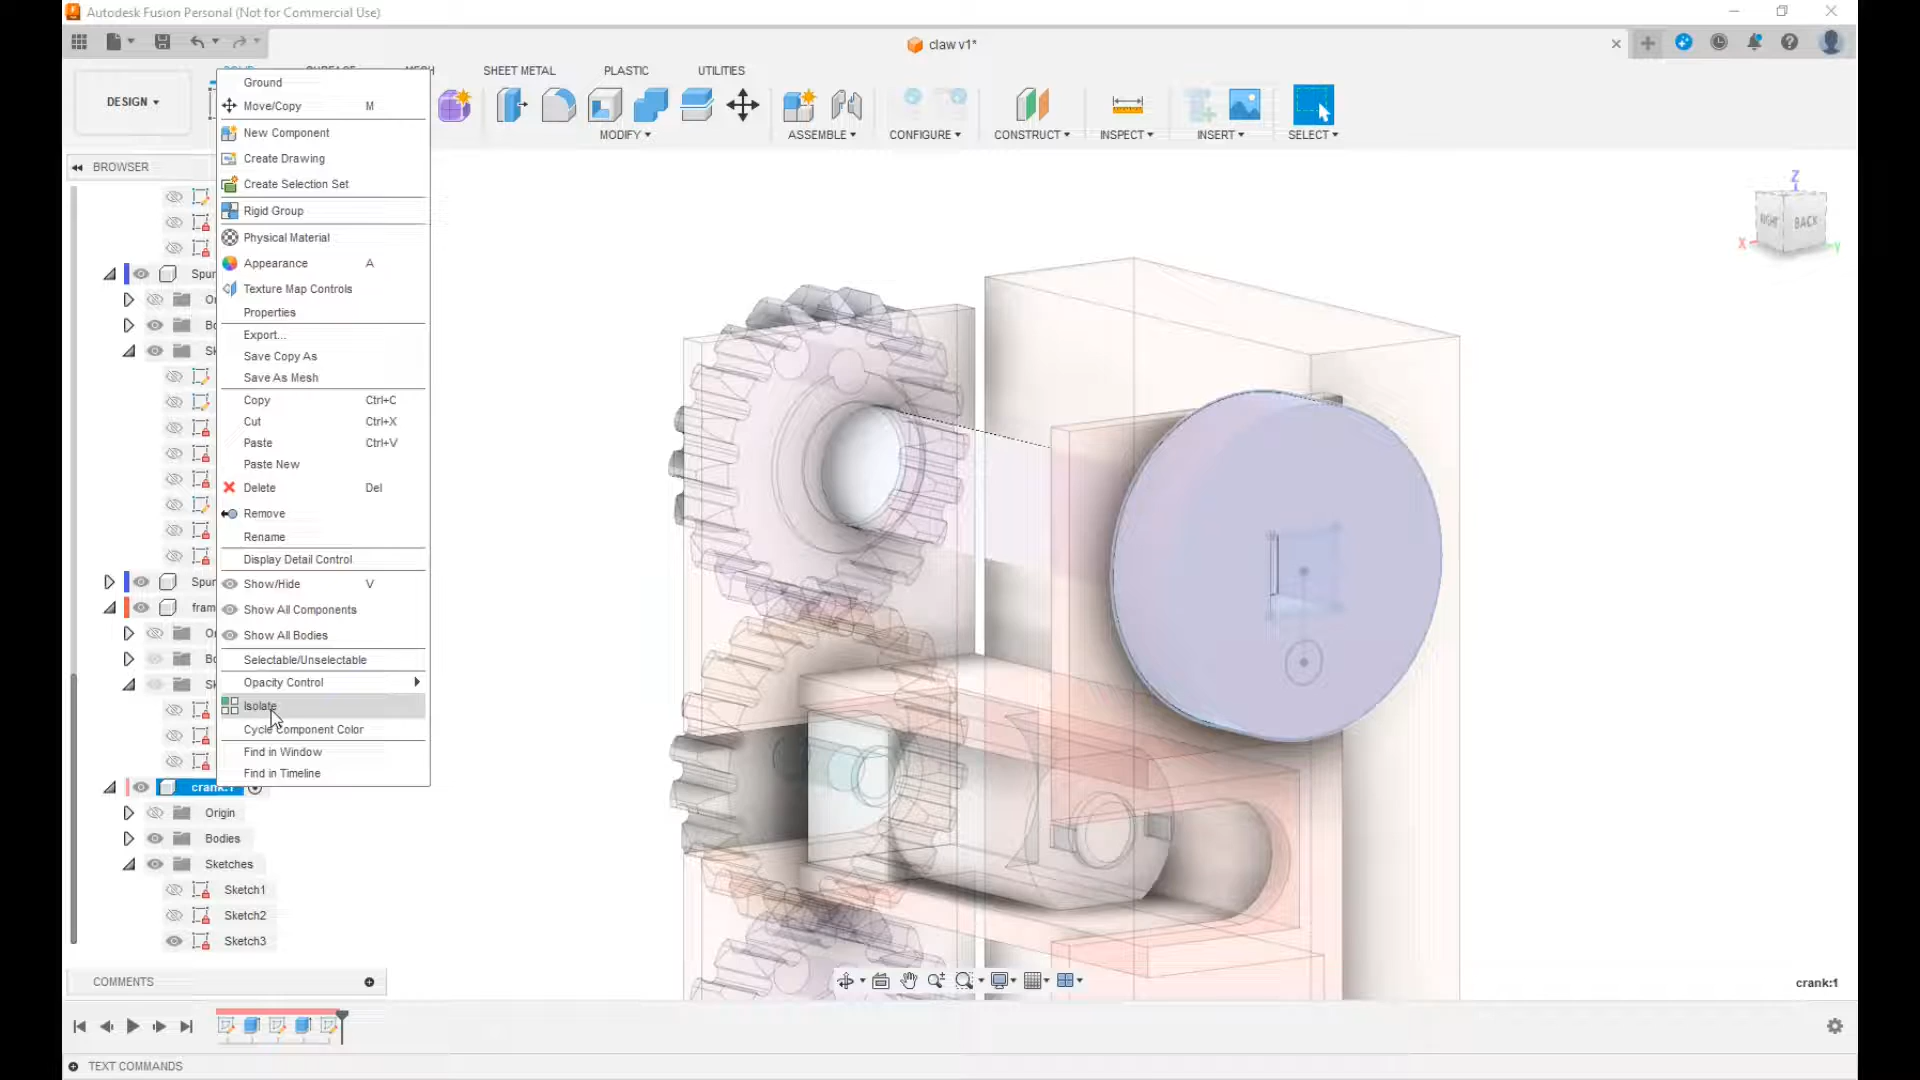 Autodesk Fusion Personal (Not for Commercial Use)
claw v1*
SHEET METAL
PLASTIC
UTILITIES
DESIGN
MODIFY
ASSEMBLE
CONFIGURE
CONSTRUCT
INSPECT
INSERT
SELECT
BROWSER
Ground
Move/Copy M
New Component
Create Drawing
Create Selection Set
Rigid Group
Physical Material
Appearance A
Texture Map Controls
Properties
Export...
Save Copy As
Save As Mesh
Copy Ctrl+C
Cut Ctrl+X
Paste Ctrl+V
Paste New
Delete Del
Remove
Rename
Display Detail Control
Show/Hide V
Show All Components
Show All Bodies
Selectable/Unselectable
Opacity Control
Isolate
Cycle Component Color
Find in Window
Find in Timeline
Spur
Spur
fram
crank:1
Origin
Bodies
Sketches
Sketch1
Sketch2
Sketch3
Z
RIGHT
BACK
X
Y
COMMENTS
crank:1
TEXT COMMANDS